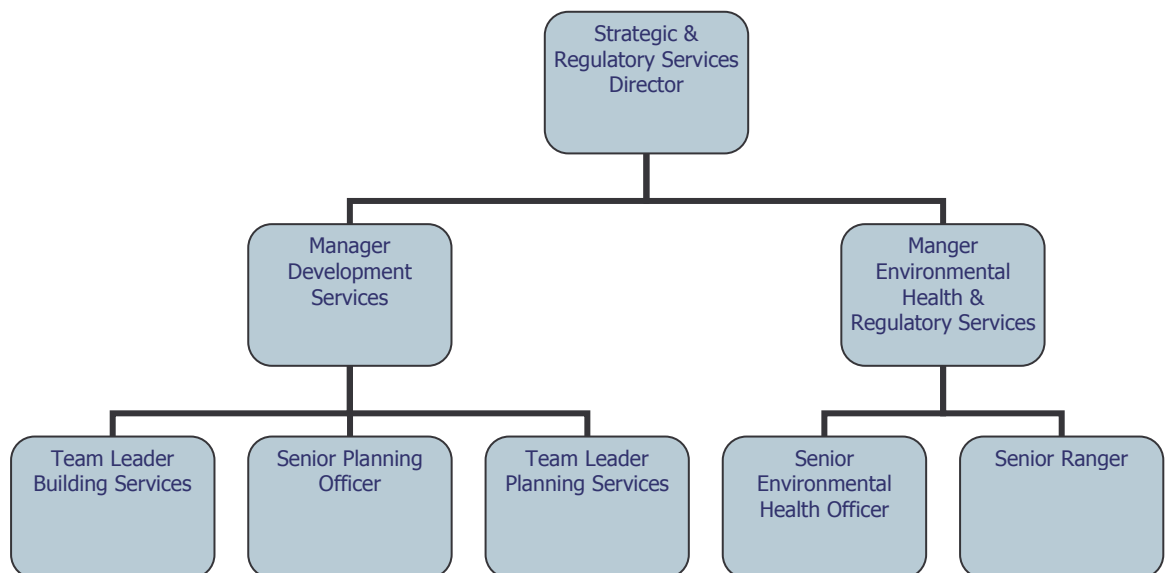 Strategic &
Regulatory Services
Director
Manager
Development
Services
Manger
Environmental
Health &
Regulatory Services
Team Leader
Building Services
Senior Planning
Officer
Team Leader
Planning Services
Senior
Environmental
Health Officer
Senior Ranger